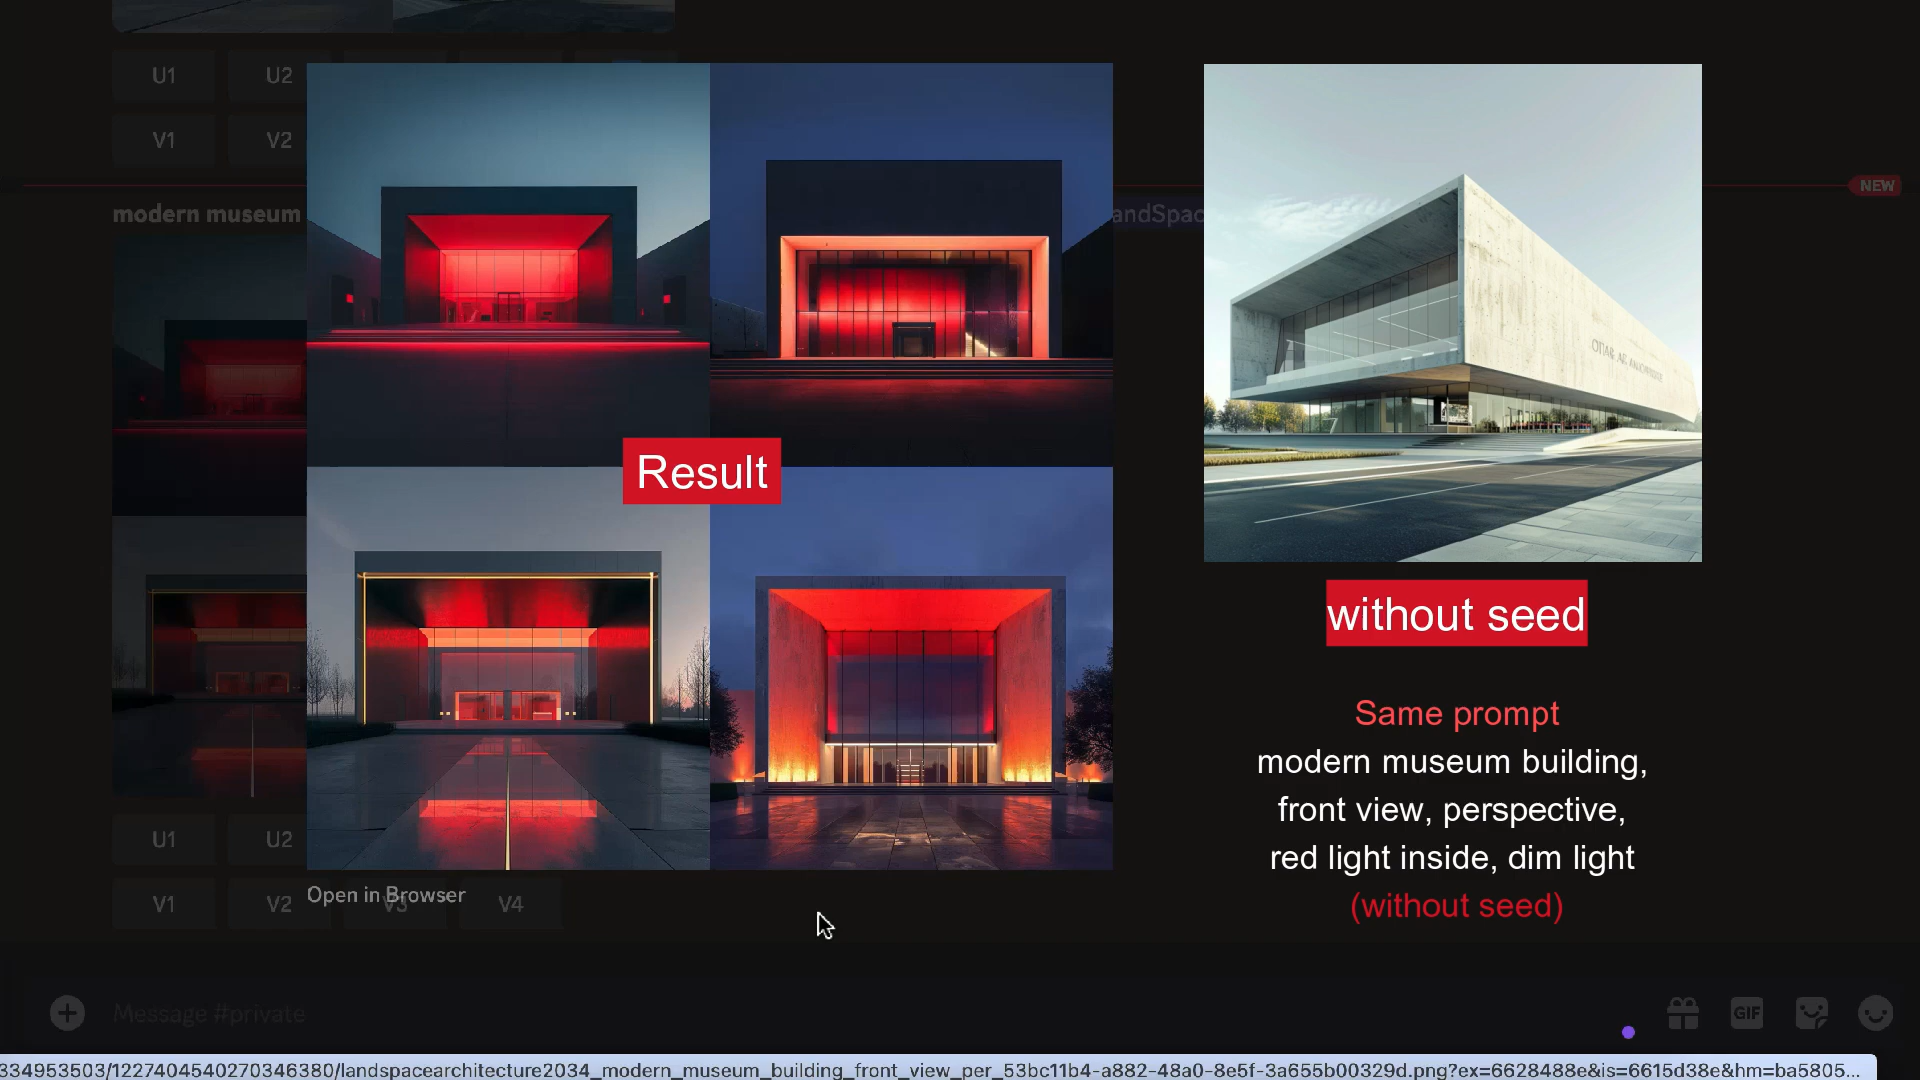 U1
U2
V1
V2
NEW
modern museum
andSpac
Result
without seed
Same prompt
modern museum building,
front view, perspective,
red light inside, dim light
(without seed)
U1
U2
Open in Browser
V1
V2
V3
V4
Message #private
GIF
334953503/1227404540270346380/landspacearchitecture2034_modern_museum_building_front_view_per_53bc11b4-a882-48a0-8e5f-3a655b00329d.png?ex=6628488e&is=6615d38e&hm=ba5805...